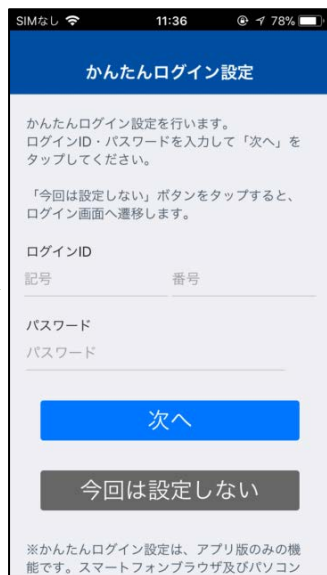 SIMなし 11:36 78%
かんたんログイン設定
かんたんログイン設定を行います。
ログインID・パスワードを入力して「次へ」を
タップしてください。
「今回は設定しない」ボタンをタップすると、
ログイン画面へ遷移します。
ログインID
記号 番号
パスワード
パスワード
次へ
今回は設定しない
※かんたんログイン設定は、アプリ版のみの機
能です。スマートフォンブラウザ及びパソコン